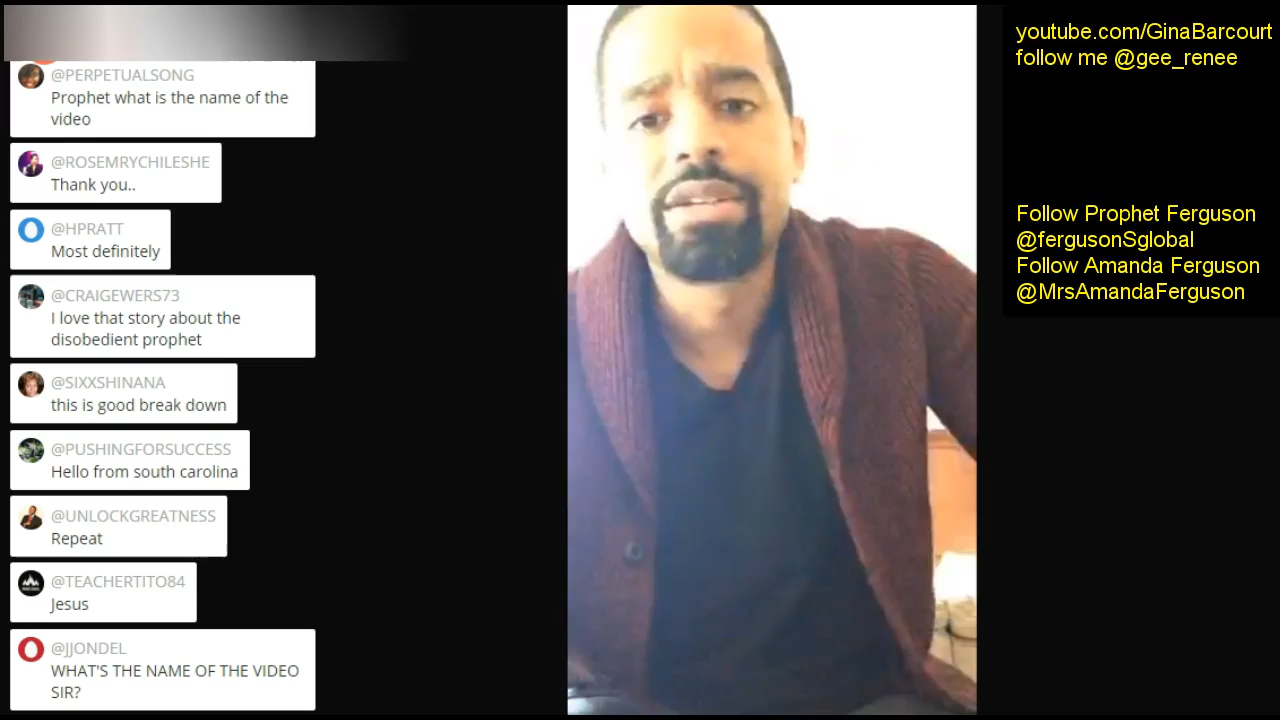 @PERPETUALSONG
Prophet what is the name of the
video
@ROSEMRYCHILESHE
Thank you..
@HPRATT
Most definitely
@CRAIGEWERS73
I love that story about the
disobedient prophet
@SIXXSHINANA
this is good break down
@PUSHINGFORSUCCESS
Hello from south carolina
@UNLOCKGREATNESS
Repeat
@TEACHERTITO84
Jesus
@JJONDEL
WHAT'S THE NAME OF THE VIDEO
SIR?
youtube.com/GinaBarcourt
follow me @gee_renee
Follow Prophet Ferguson
@fergusonSglobal
Follow Amanda Ferguson
@MrsAmandaFerguson